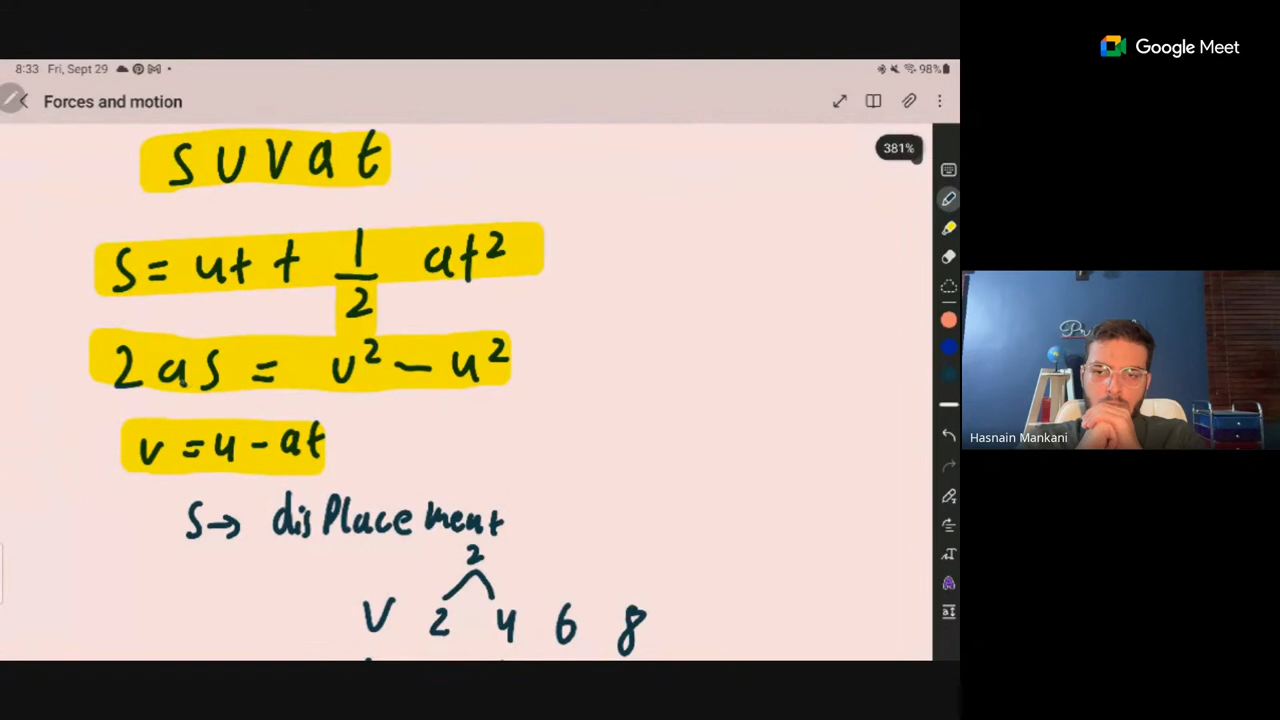 Google Meet
8:33 Fri, Sept 29 98%
Forces and motion
381%
S U V a t
S = ut + 1/2 at²
2as = v² - u²
v = u - at
S → displacement
2
V 2 4 6 8
Hasnain Mankani